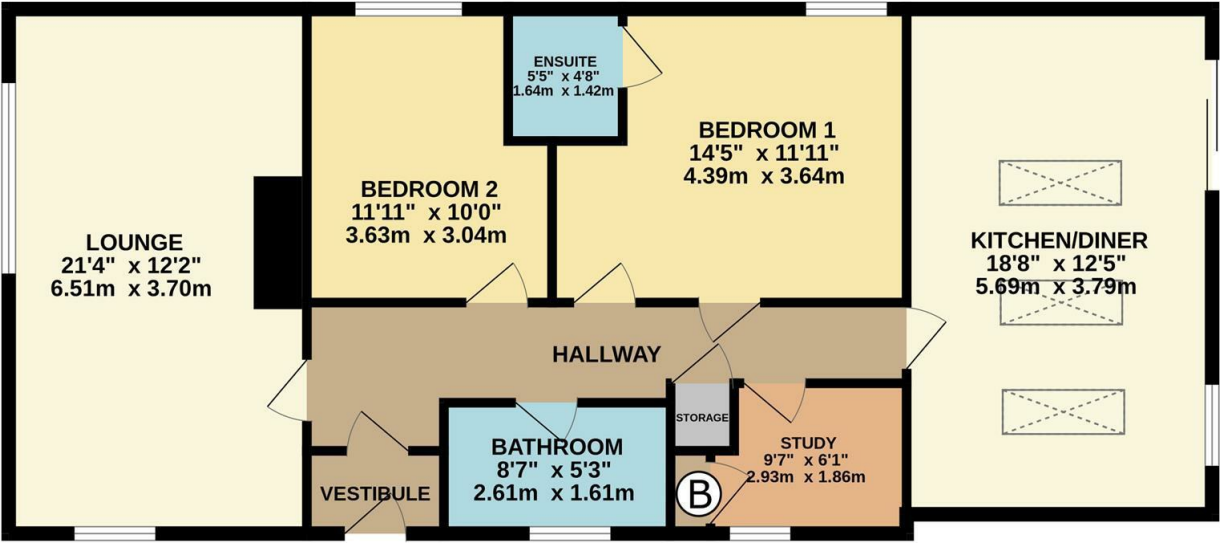 ENSUITE
5'5" x 4'8"
1.64m x 1.42m
BEDROOM 1
14'5" x 11'11"
4.39m x 3.64m
BEDROOM 2
11'11" x 10'0"
3.63m x 3.04m
LOUNGE
21'4" x 12'2"
6.51m x 3.70m
KITCHEN/DINER
18'8" x 12'5"
5.69m x 3.79m
HALLWAY
STORAGE
BATHROOM
8'7" x 5'3"
2.61m x 1.61m
STUDY
9'7" x 6'1"
2.93m x 1.86m
VESTIBULE
B